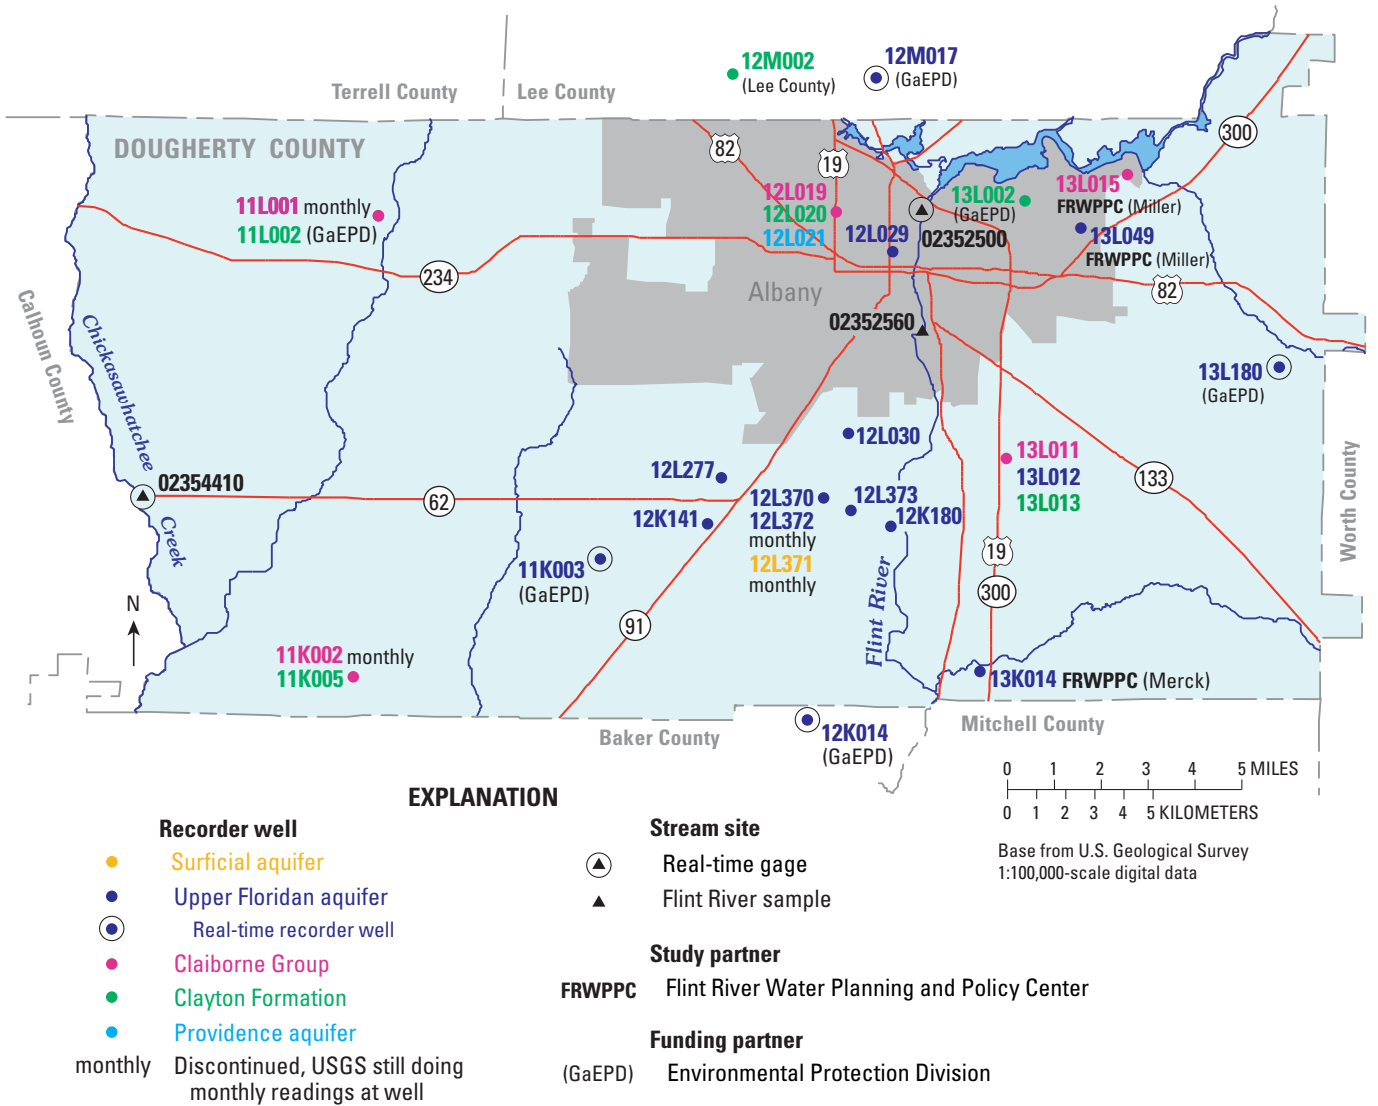 12M002
(Lee County)
12M017
(GaEPD)
Terrell County
Lee County
DOUGHERTY COUNTY
82
19
300
11L001 monthly
11L002 (GaEPD)
12L019
12L020
12L021
12L029
13L002
(GaEPD)
02352500
13L015
FRWPPC (Miller)
13L049
FRWPPC (Miller)
234
Albany
82
02352560
Calhoun County
Chickasawhatchee
Creek
13L180
(GaEPD)
12L030
12L277
13L011
13L012
13L013
133
Worth County
02354410
62
12L370
12L372
monthly
12L371
monthly
12L373
12K180
12K141
19
300
11K003
(GaEPD)
Flint River
N
91
11K002 monthly
11K005
13K014 FRWPPC (Merck)
12K014
(GaEPD)
Baker County
Mitchell County
0 1 2 3 4 5 MILES
0 1 2 3 4 5 KILOMETERS
Base from U.S. Geological Survey
1:100,000-scale digital data
EXPLANATION
Recorder well
Surficial aquifer
Upper Floridan aquifer
Real-time recorder well
Claiborne Group
Clayton Formation
Providence aquifer
monthly Discontinued, USGS still doing
monthly readings at well
Stream site
Real-time gage
Flint River sample
Study partner
FRWPPC Flint River Water Planning and Policy Center
Funding partner
(GaEPD) Environmental Protection Division